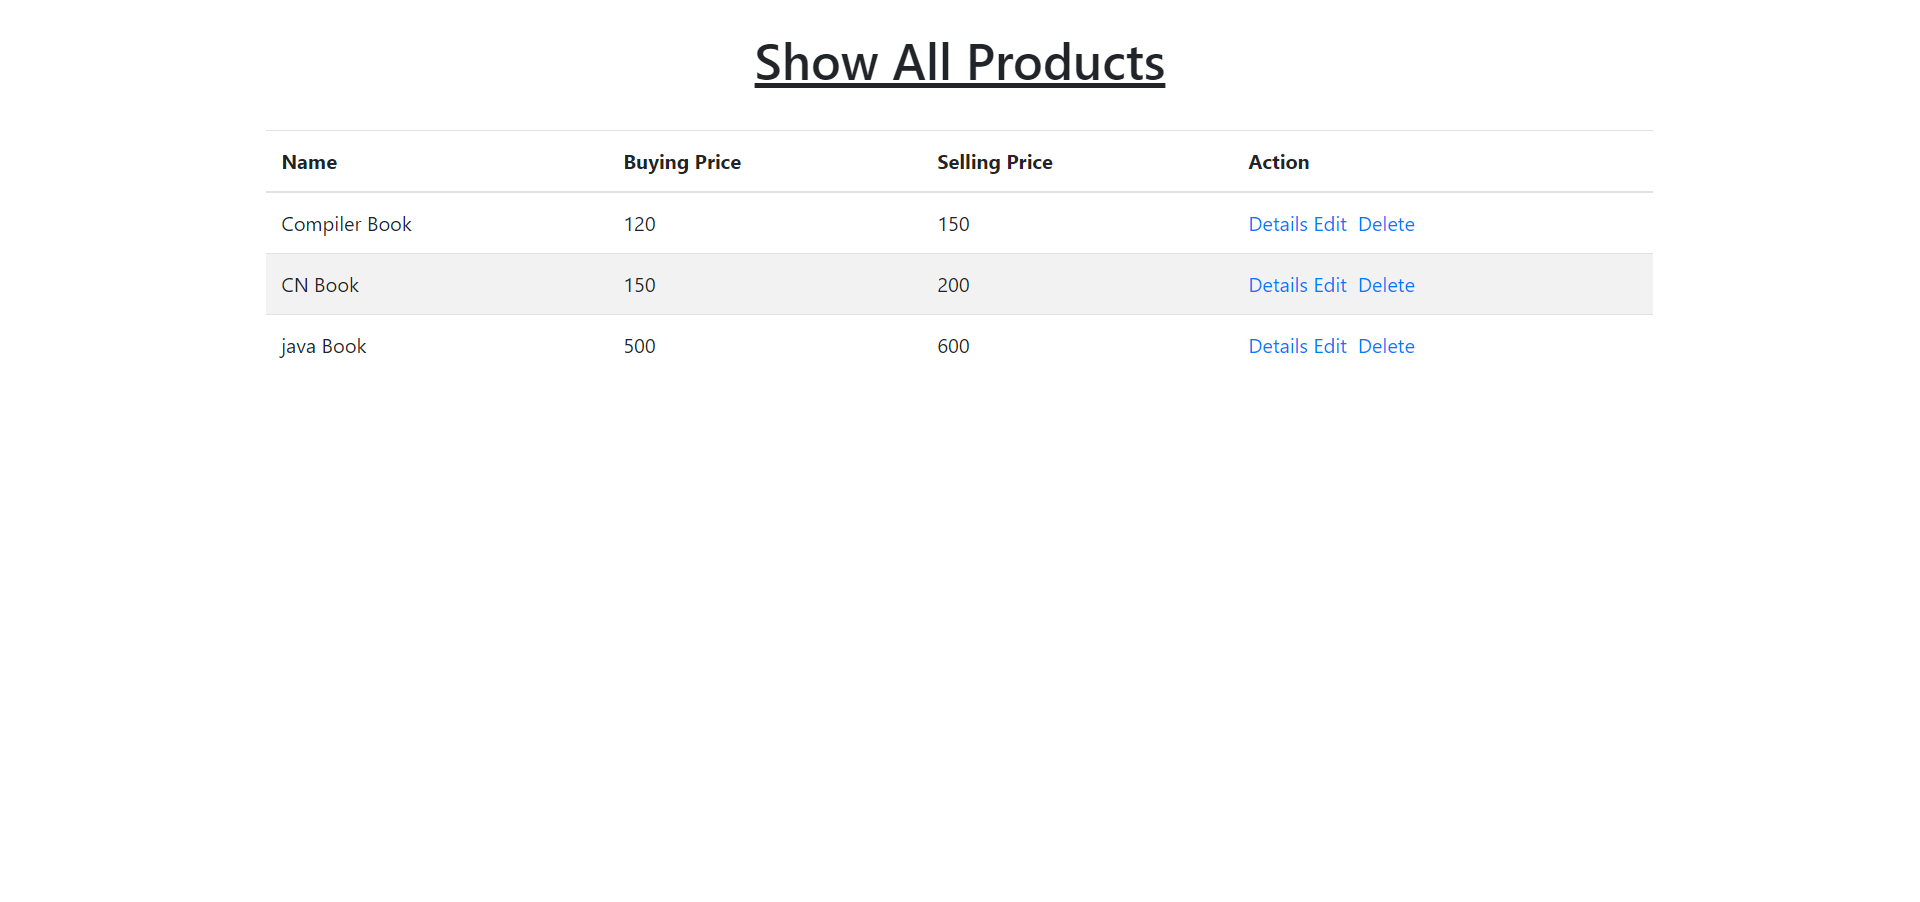 Show All Products
Name Buying Price Selling Price Action
Compiler Book 120 150 Details Edit Delete
CN Book 150 200 Details Edit Delete
java Book 500 600 Details Edit Delete